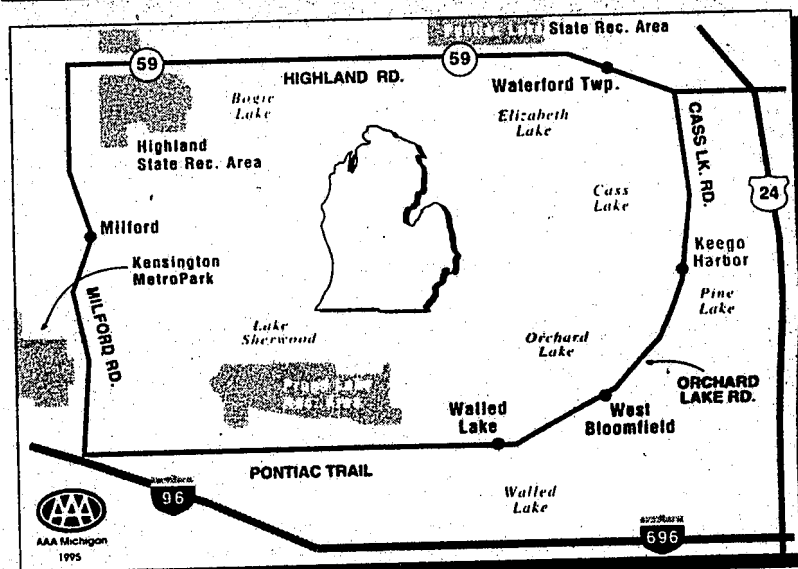 State Rec. Area
59
59
HIGHLAND RD.
Waterford Twp.
Bogie
Lake
Elizabeth
Lake
Highland
State Rec. Area
CASS LK. RD.
Cass
Lake
24
Milford
Keego
Harbor
Kensington
MetroPark
MILFORD RD.
Pine
Lake
Lake
Sherwood
Orchard
Lake
ORCHARD
LAKE RD.
Walled
Lake
West
Bloomfield
PONTIAC TRAIL
96
Walled
Lake
AAA
AAA Michigan
1995
696